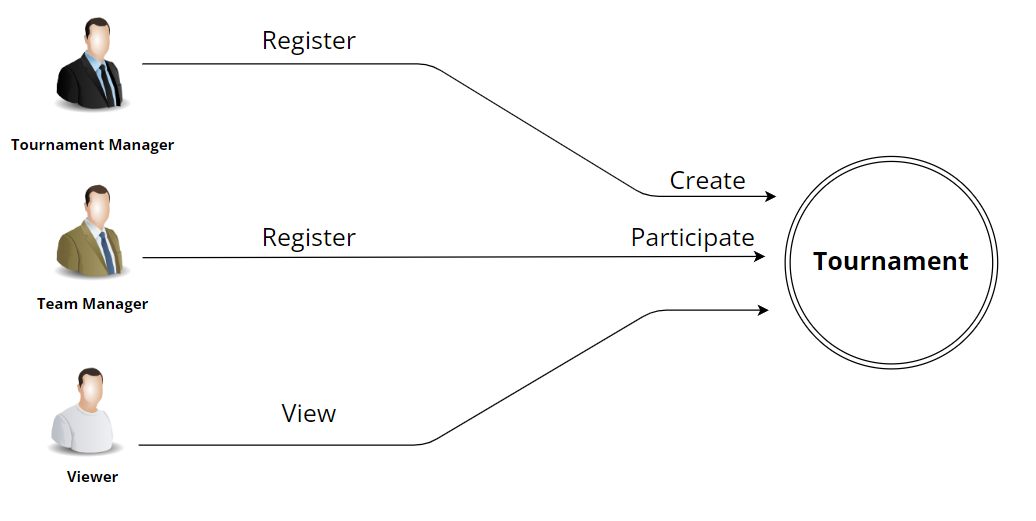 Register
Tournament Manager
Create
Register
Participate
Tournament
Team Manager
View
Viewer